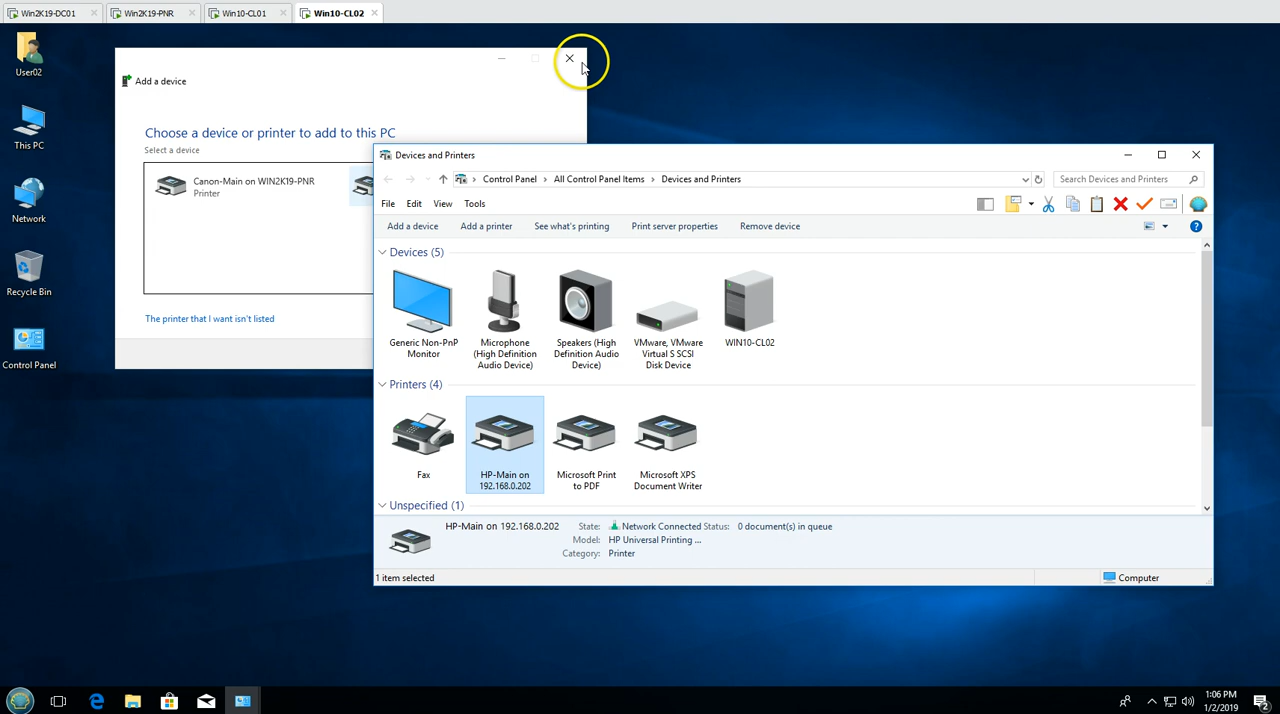 Win2K19-DC01
Win2K19-PNR
Win10-CL01
Win10-CL02
User02
This PC
Network
Recycle Bin
Control Panel
Add a device
Choose a device or printer to add to this PC
Select a device
Canon-Main on WIN2K19-PNR
Printer
The printer that I want isn't listed
Devices and Printers
Control Panel
All Control Panel Items
Devices and Printers
Search Devices and Printers
File Edit View Tools
Add a device
Add a printer
See what's printing
Print server properties
Remove device
Devices (5)
Generic Non-PnP
Monitor
Microphone
(High Definition
Audio Device)
Speakers (High
Definition Audio
Device)
VMware, VMware
Virtual S SCSI
Disk Device
WIN10-CL02
Printers (4)
Fax
HP-Main on
192.168.0.202
Microsoft Print
to PDF
Microsoft XPS
Document Writer
Unspecified (1)
HP-Main on 192.168.0.202
State: Network Connected Status: 0 document(s) in queue
Model: HP Universal Printing ...
Category: Printer
1 item selected
Computer
1:06 PM
1/2/2019
2